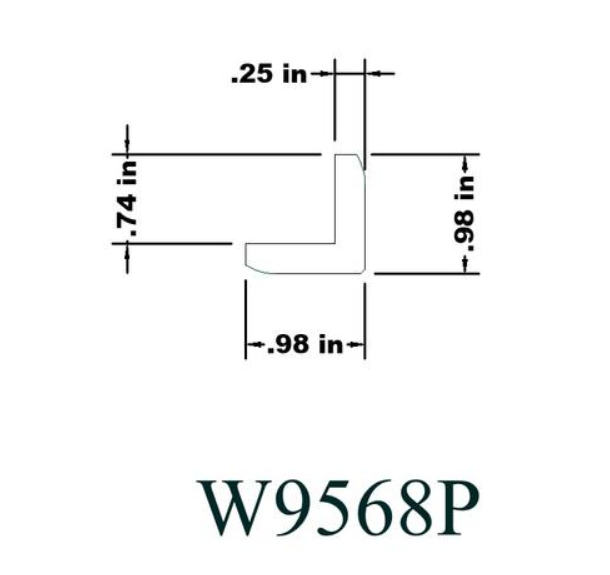 .25 in
.74 in
.98 in
.98 in
W9568P